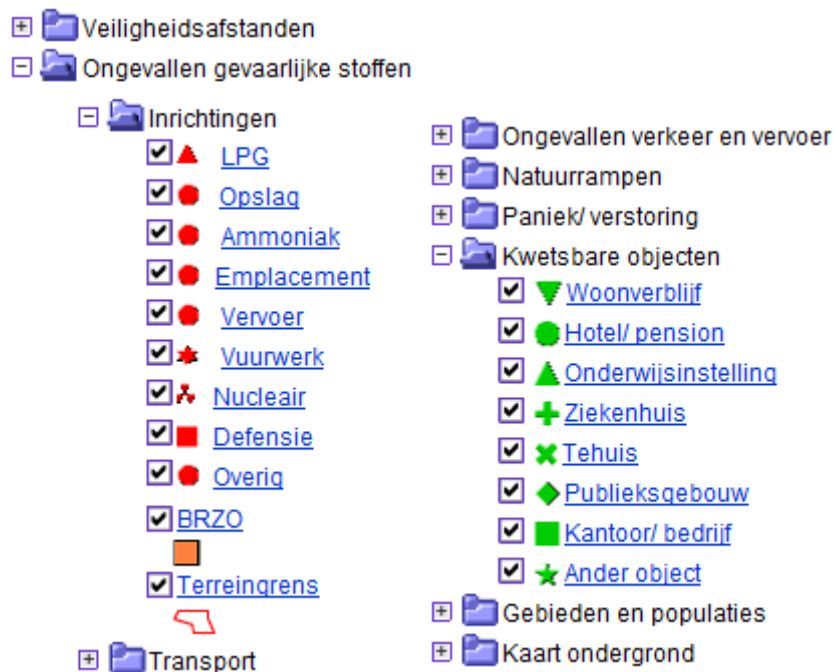 Veiligheidsafstanden
Ongevallen gevaarlijke stoffen
Inrichtingen
LPG
Opslag
Ammoniak
Emplacement
Vervoer
Vuurwerk
Nucleair
Defensie
Overig
BRZO
Terreingrens
Transport
Ongevallen verkeer en vervoer
Natuurrampen
Paniek/ verstoring
Kwetsbare objecten
Woonverblijf
Hotel/ pension
Onderwijsinstelling
Ziekenhuis
Tehuis
Publieksgebouw
Kantoor/ bedrijf
Ander object
Gebieden en populaties
Kaart ondergrond